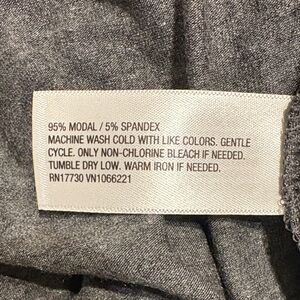 95% MODAL / 5% SPANDEX
MACHINE WASH COLD WITH LIKE COLORS. GENTLE
CYCLE. ONLY NON-CHLORINE BLEACH IF NEEDED.
TUMBLE DRY LOW. WARM IRON IF NEEDED.
RN17730 VN1066221